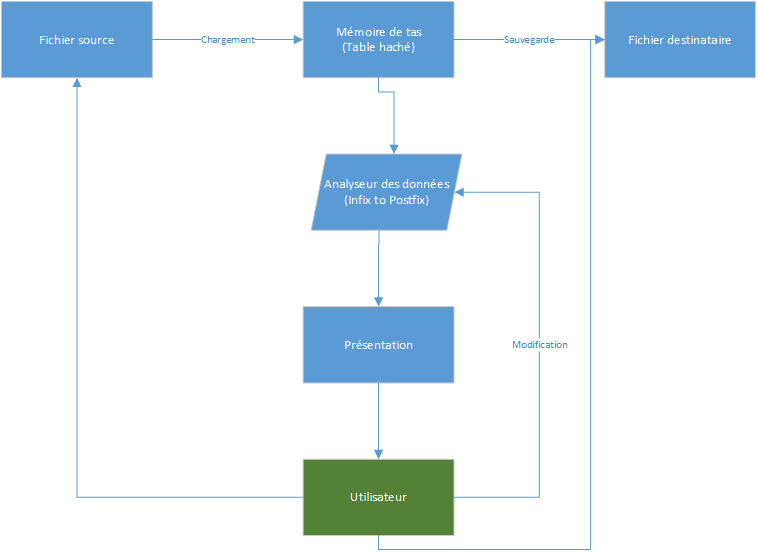 Fichier source
Chargement
Mémoire de tas
(Table haché)
Sauvegarde
Fichier destinataire
Analyseur des données
(Infix to Postfix)
Présentation
Modification
Utilisateur